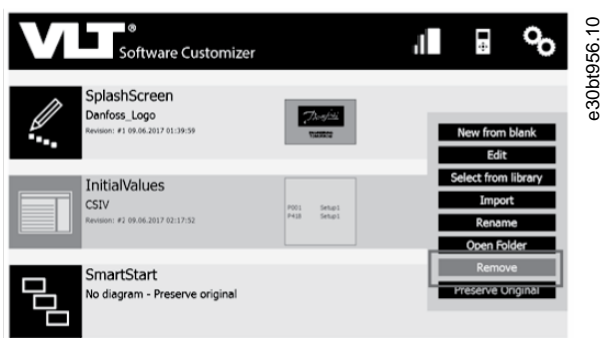 VLT®
Software Customizer
SplashScreen
Danfoss_Logo
Revision: #1 09.06.2017 01:39:59
Danfoss
InitialValues
CSIV
Revision: #2 09.06.2017 02:17:52
P001 Setup1
P418 Setup1
SmartStart
No diagram - Preserve original
New from blank
Edit
Select from library
Import
Rename
Open Folder
Remove
Preserve Original
e30bt956.10